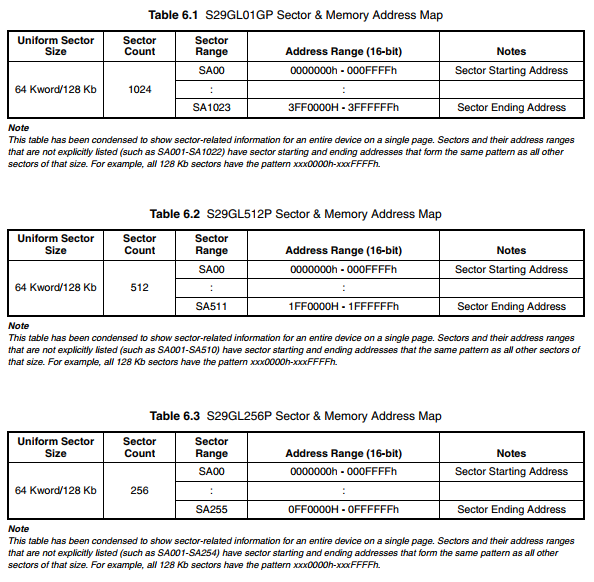 Table 6.1 S29GL01GP Sector & Memory Address Map
Uniform Sector Size Sector Count Sector Range Address Range (16-bit) Notes
64 Kword/128 Kb 1024 SA00 0000000h - 000FFFFh Sector Starting Address
: :
SA1023 3FF0000H - 3FFFFFFh Sector Ending Address
Note
This table has been condensed to show sector-related information for an entire device on a single page. Sectors and their address ranges
that are not explicitly listed (such as SA001-SA1022) have sector starting and ending addresses that form the same pattern as all other
sectors of that size. For example, all 128 Kb sectors have the pattern xxx0000h-xxxFFFFh.
Table 6.2 S29GL512P Sector & Memory Address Map
Uniform Sector Size Sector Count Sector Range Address Range (16-bit) Notes
64 Kword/128 Kb 512 SA00 0000000h - 000FFFFh Sector Starting Address
: :
SA511 1FF0000H - 1FFFFFFh Sector Ending Address
Note
This table has been condensed to show sector-related information for an entire device on a single page. Sectors and their address ranges
that are not explicitly listed (such as SA001-SA510) have sector starting and ending addresses that the same pattern as all other sectors of
that size. For example, all 128 Kb sectors have the pattern xxx0000h-xxxFFFFh.
Table 6.3 S29GL256P Sector & Memory Address Map
Uniform Sector Size Sector Count Sector Range Address Range (16-bit) Notes
64 Kword/128 Kb 256 SA00 0000000h - 000FFFFh Sector Starting Address
: :
SA255 0FF0000H - 0FFFFFFh Sector Ending Address
Note
This table has been condensed to show sector-related information for an entire device on a single page. Sectors and their address ranges
that are not explicitly listed (such as SA001-SA254) have sector starting and ending addresses that form the same pattern as all other
sectors of that size. For example, all 128 Kb sectors have the pattern xxx0000h-xxxFFFFh.